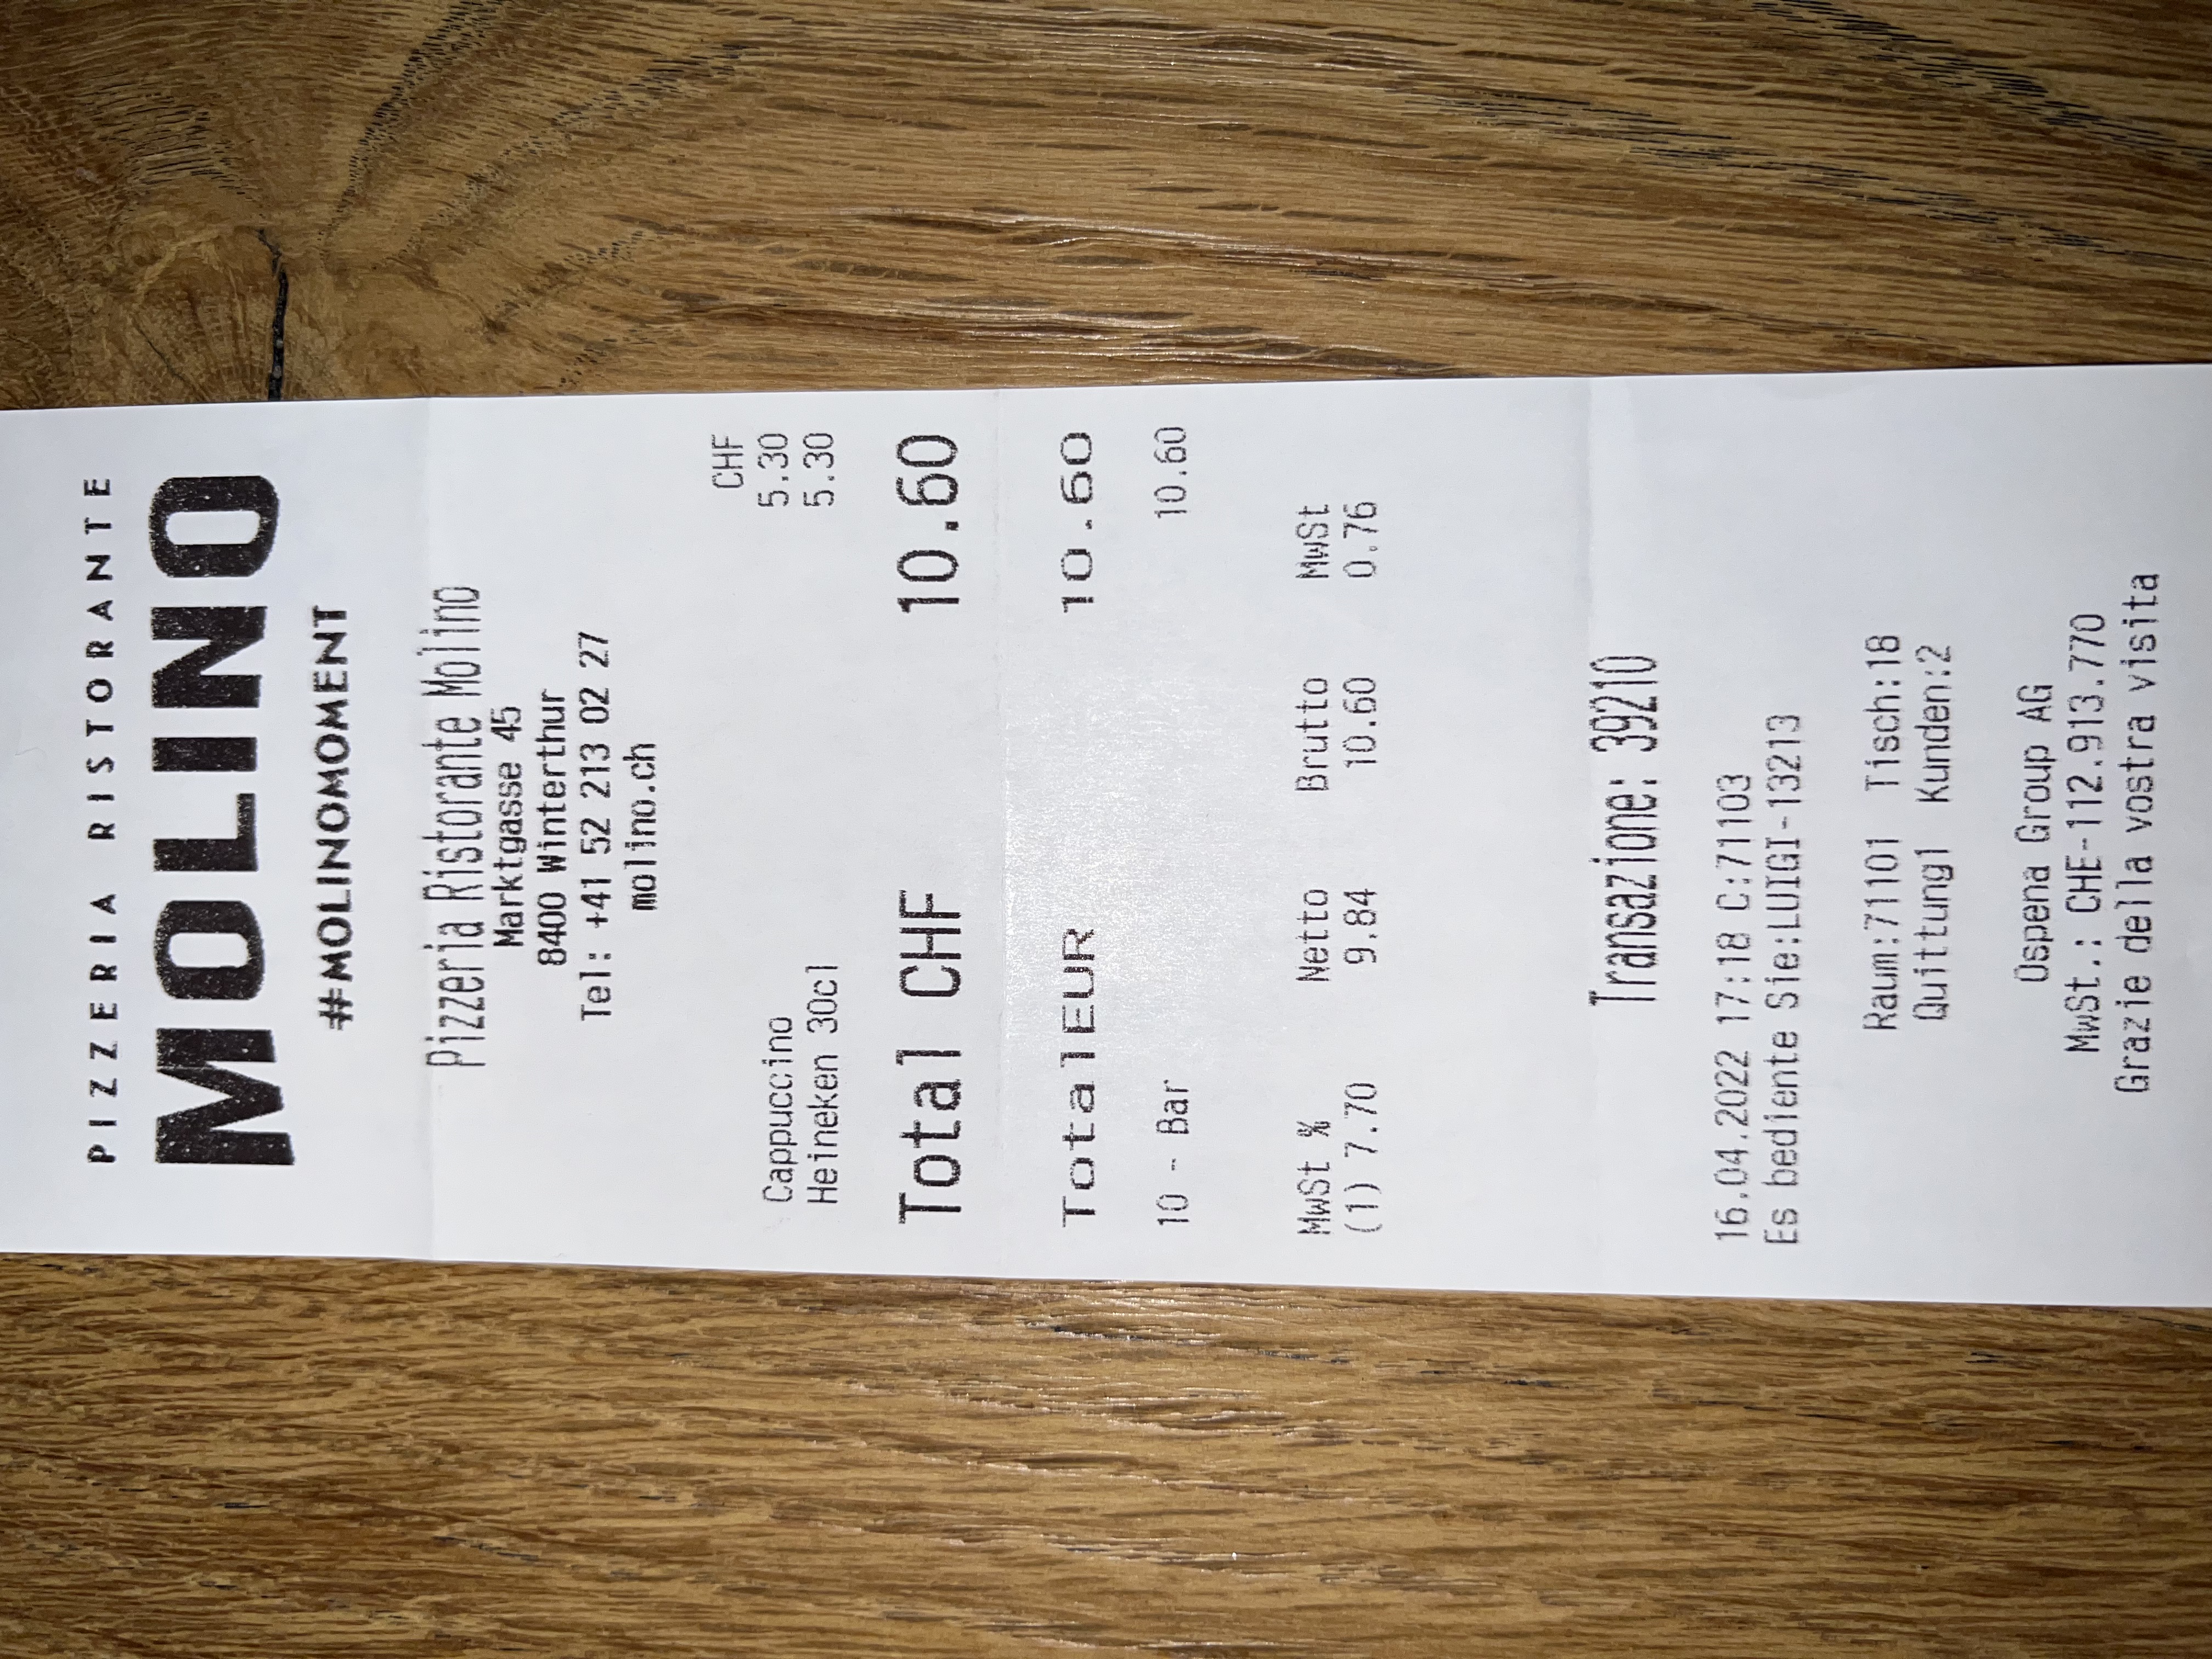 PIZZERIA RISTORANTE
MOLINO
#MOLINOMOMENT
Pizzeria Ristorante Molino
Marktgasse 45
8400 Winterthur
Tel: +41 52 213 02 27
molino.ch
CHF
Cappuccino 5.30
Heineken 30cl 5.30
Total CHF 10.60
TotalEUR 10.60
10 - Bar 10.60
MwSt % Netto Brutto MwSt
(1) 7.70 9.84 10.60 0.76
Transazione: 39210
16.04.2022 17:18 C:71103
Es bediente Sie:LUIGI-13213
Raum:71101 Tisch:18
Quittung1 Kunden:2
Ospena Group AG
MwSt.: CHE-112.913.770
Grazie della vostra visita